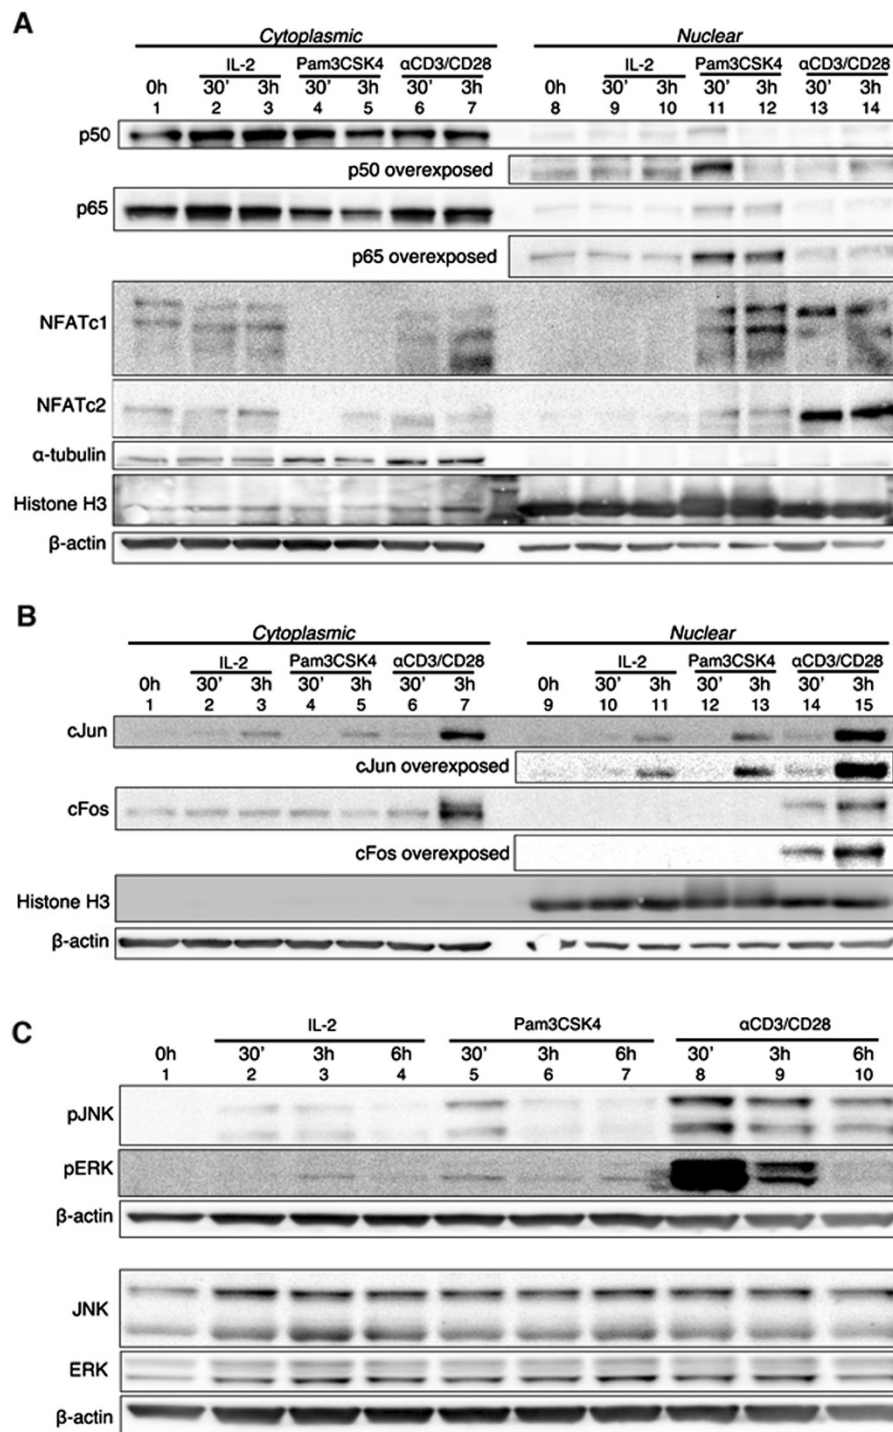 A
Cytoplasmic Nuclear
IL-2 Pam3CSK4 αCD3/CD28 IL-2 Pam3CSK4 αCD3/CD28
0h 30’ 3h 30’ 3h 30’ 3h 0h 30’ 3h 30’ 3h 30’ 3h
1 2 3 4 5 6 7 8 9 10 11 12 13 14
p50
p50 overexposed
p65
p65 overexposed
NFATc1
NFATc2
α-tubulin
Histone H3
β-actin
B
Cytoplasmic Nuclear
IL-2 Pam3CSK4 αCD3/CD28 IL-2 Pam3CSK4 αCD3/CD28
0h 30’ 3h 30’ 3h 30’ 3h 0h 30’ 3h 30’ 3h 30’ 3h
1 2 3 4 5 6 7 9 10 11 12 13 14 15
cJun
cJun overexposed
cFos
cFos overexposed
Histone H3
β-actin
C
IL-2 Pam3CSK4 αCD3/CD28
0h 30’ 3h 6h 30’ 3h 6h 30’ 3h 6h
1 2 3 4 5 6 7 8 9 10
pJNK
pERK
β-actin
JNK
ERK
β-actin